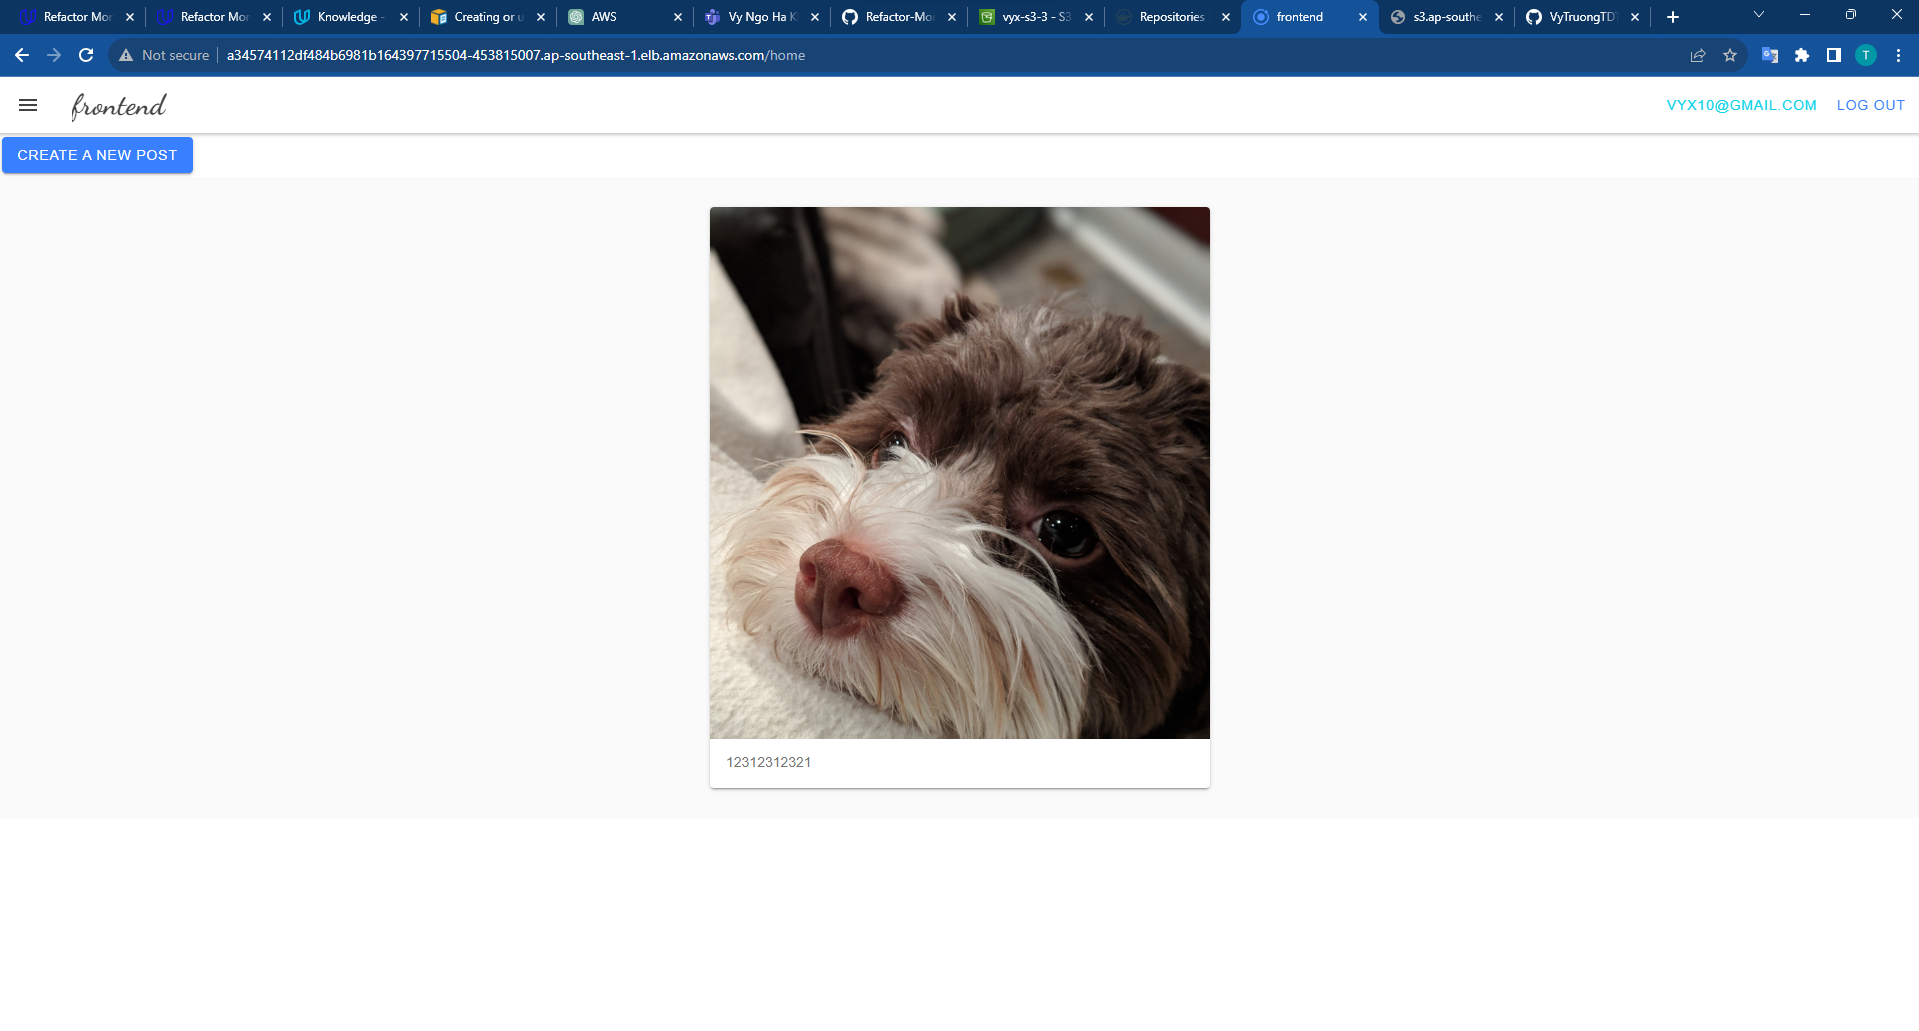 Refactor Mor
Refactor Mor
Knowledge -
Creating or u
AWS
Vy Ngo Ha K
Refactor-Mo
vyx-s3-3 - S3
Repositories
frontend
s3.ap-southe
VyTruongTDT
Not secure
a34574112df484b6981b164397715504-453815007.ap-southeast-1.elb.amazonaws.com/home
T
frontend
VYX10@GMAIL.COM
LOG OUT
CREATE A NEW POST
12312312321